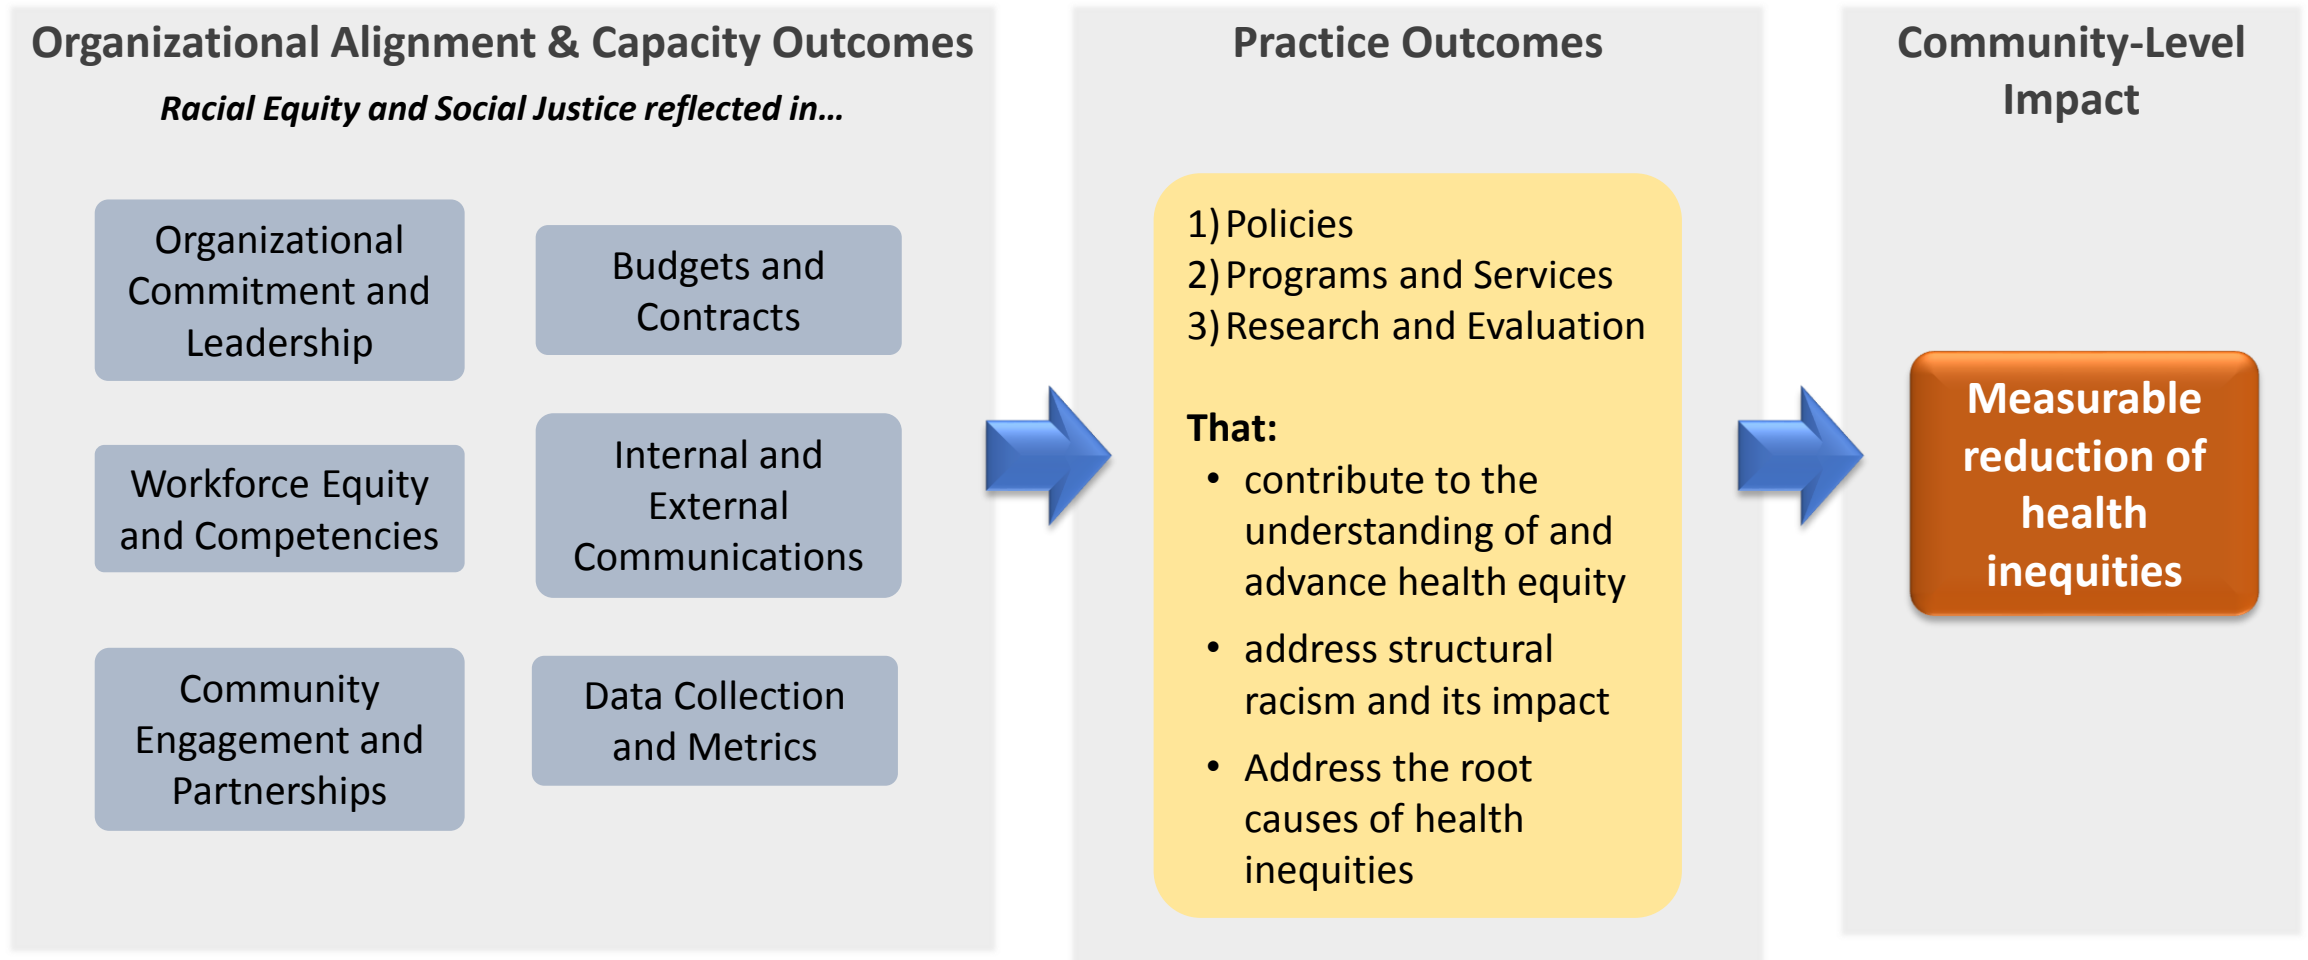 Organizational Alignment & Capacity Outcomes
Racial Equity and Social Justice reflected in…
Organizational
Commitment and
Leadership
Budgets and
Contracts
Workforce Equity
and Competencies
Internal and
External
Communications
Community
Engagement and
Partnerships
Data Collection
and Metrics
Practice Outcomes
1) Policies
2) Programs and Services
3) Research and Evaluation
That:
• contribute to the
understanding of and
advance health equity
• address structural
racism and its impact
• Address the root
causes of health
inequities
Community-Level
Impact
Measurable
reduction of
health
inequities